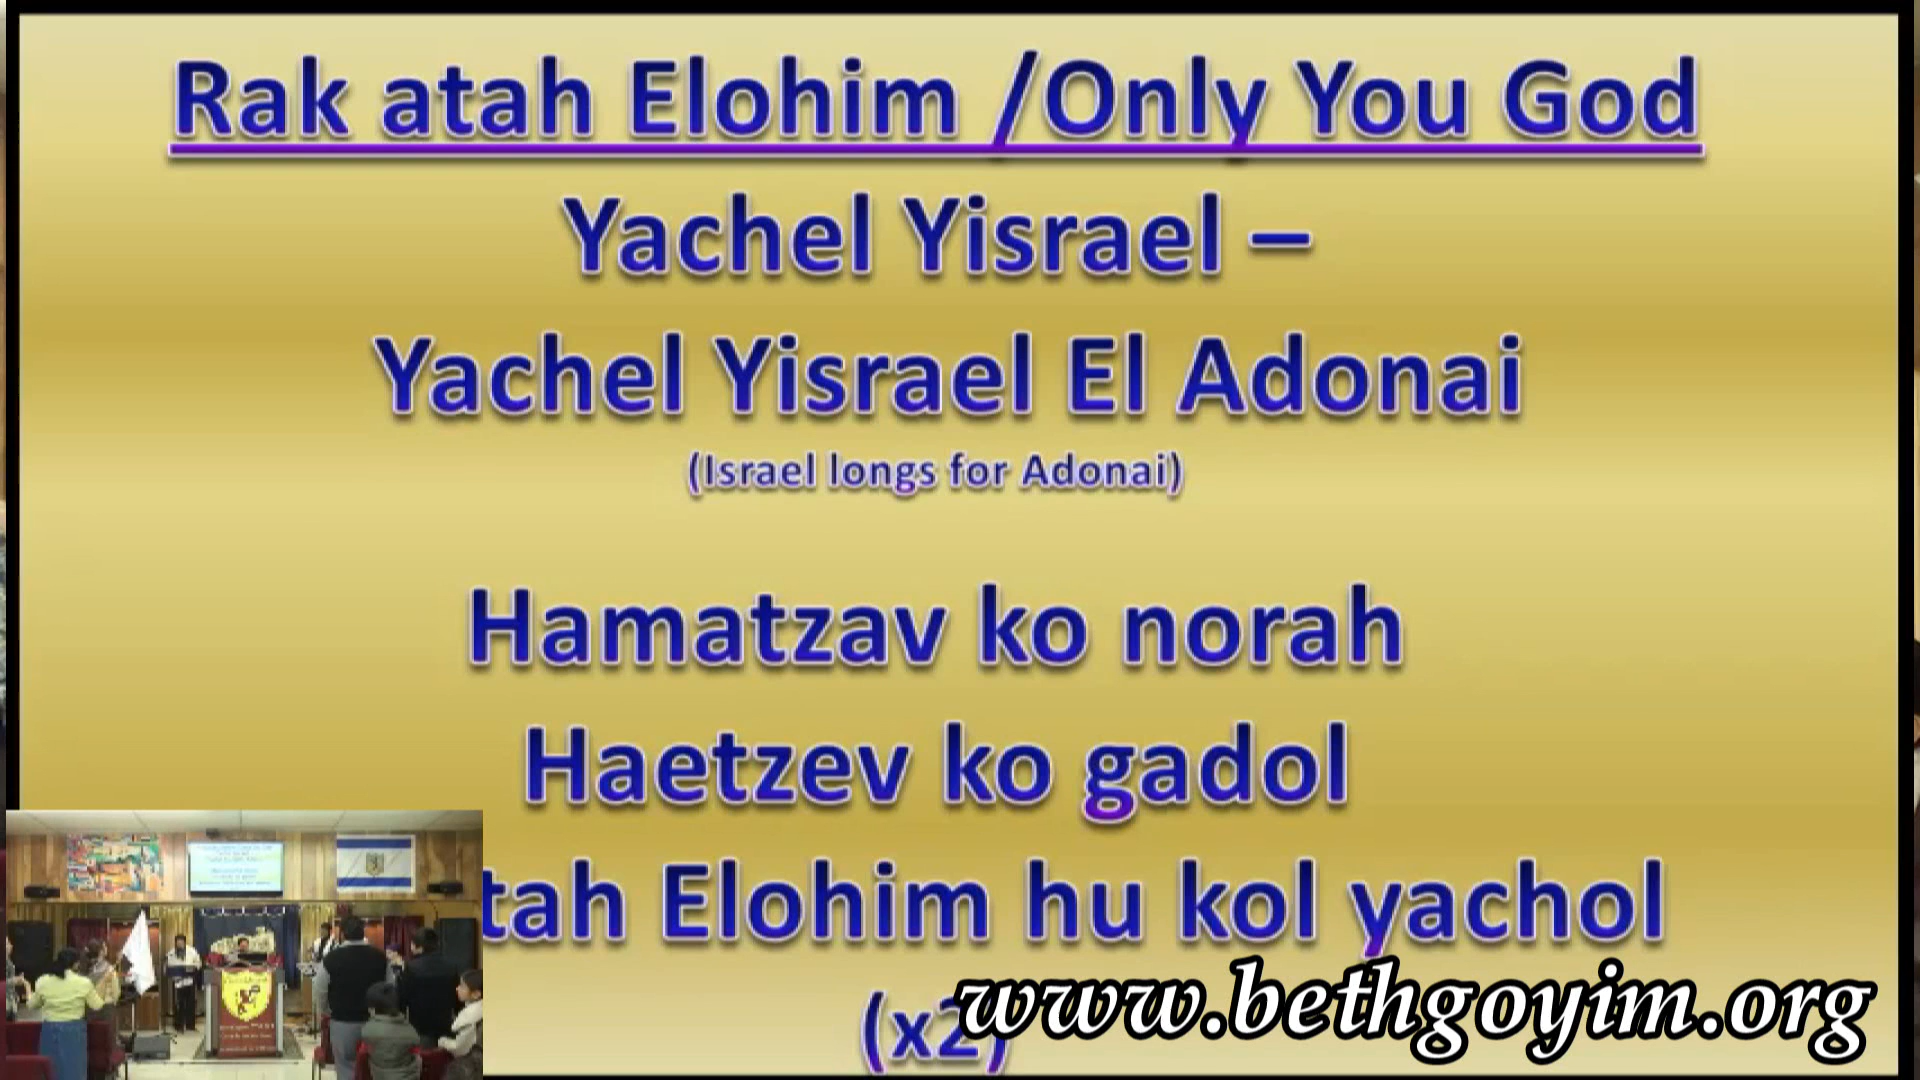 Rak atah Elohim /Only You God
Yachel Yisrael –
Yachel Yisrael El Adonai
(Israel longs for Adonai)
Hamatzav ko norah
Haetzev ko gadol
tah Elohim hu kol yachol
(x2)
www.bethgoyim.org